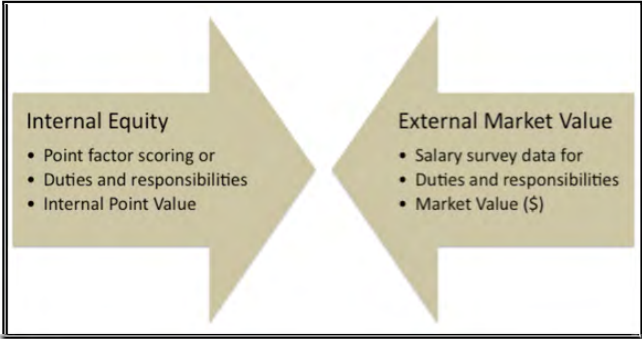 Internal Equity
• Point factor scoring or
• Duties and responsibilities
• Internal Point Value
External Market Value
• Salary survey data for
• Duties and responsibilities
• Market Value ($)